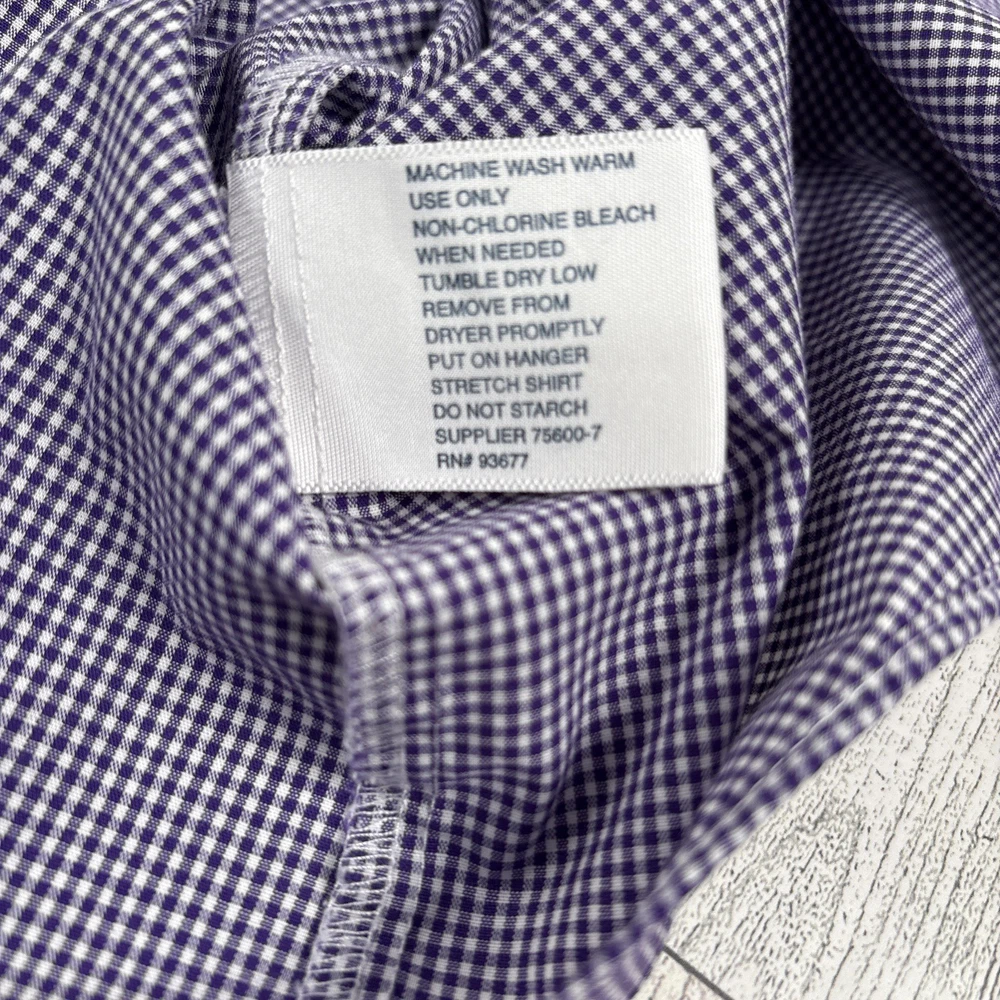 MACHINE WASH WARM
USE ONLY
NON-CHLORINE BLEACH
WHEN NEEDED
TUMBLE DRY LOW
REMOVE FROM
DRYER PROMPTLY
PUT ON HANGER
STRETCH SHIRT
DO NOT STARCH
SUPPLIER 75600-7
RN# 93677